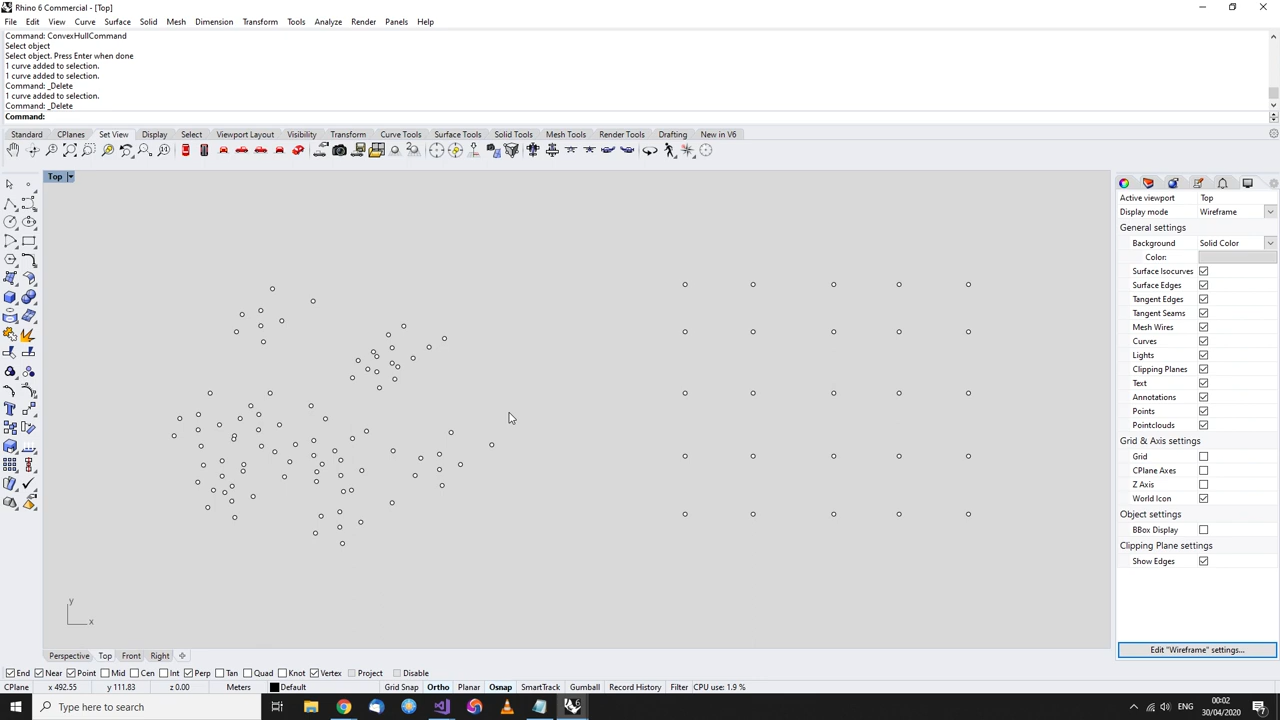 Rhino 6 Commercial - [Top]
File Edit View Curve Surface Solid Mesh Dimension Transform Tools Analyze Render Panels Help
Command: ConvexHullCommand
Select object
Select object. Press Enter when done
1 curve added to selection.
1 curve added to selection.
Command: _Delete
1 curve added to selection.
Command: _Delete
Command:
Standard CPlanes Set View Display Select Viewport Layout Visibility Transform Curve Tools Surface Tools Solid Tools Mesh Tools Render Tools Drafting New in V6
Top
Active viewport Top
Display mode Wireframe
General settings
Background Solid Color
Color:
Surface Isocurves
Surface Edges
Tangent Edges
Tangent Seams
Mesh Wires
Curves
Lights
Clipping Planes
Text
Annotations
Points
Pointclouds
Grid & Axis settings
Grid
CPlane Axes
Z Axis
World Icon
Object settings
BBox Display
Clipping Plane settings
Show Edges
y
x
Edit "Wireframe" settings...
Perspective Top Front Right
End Near Point Mid Cen Int Perp Tan Quad Knot Vertex Project Disable
CPlane x 492.55 y 111.83 z 0.00 Meters Default Grid Snap Ortho Planar Osnap SmartTrack Gumball Record History Filter CPU use: 1.9 %
Type here to search
ENG
00:02
30/04/2020